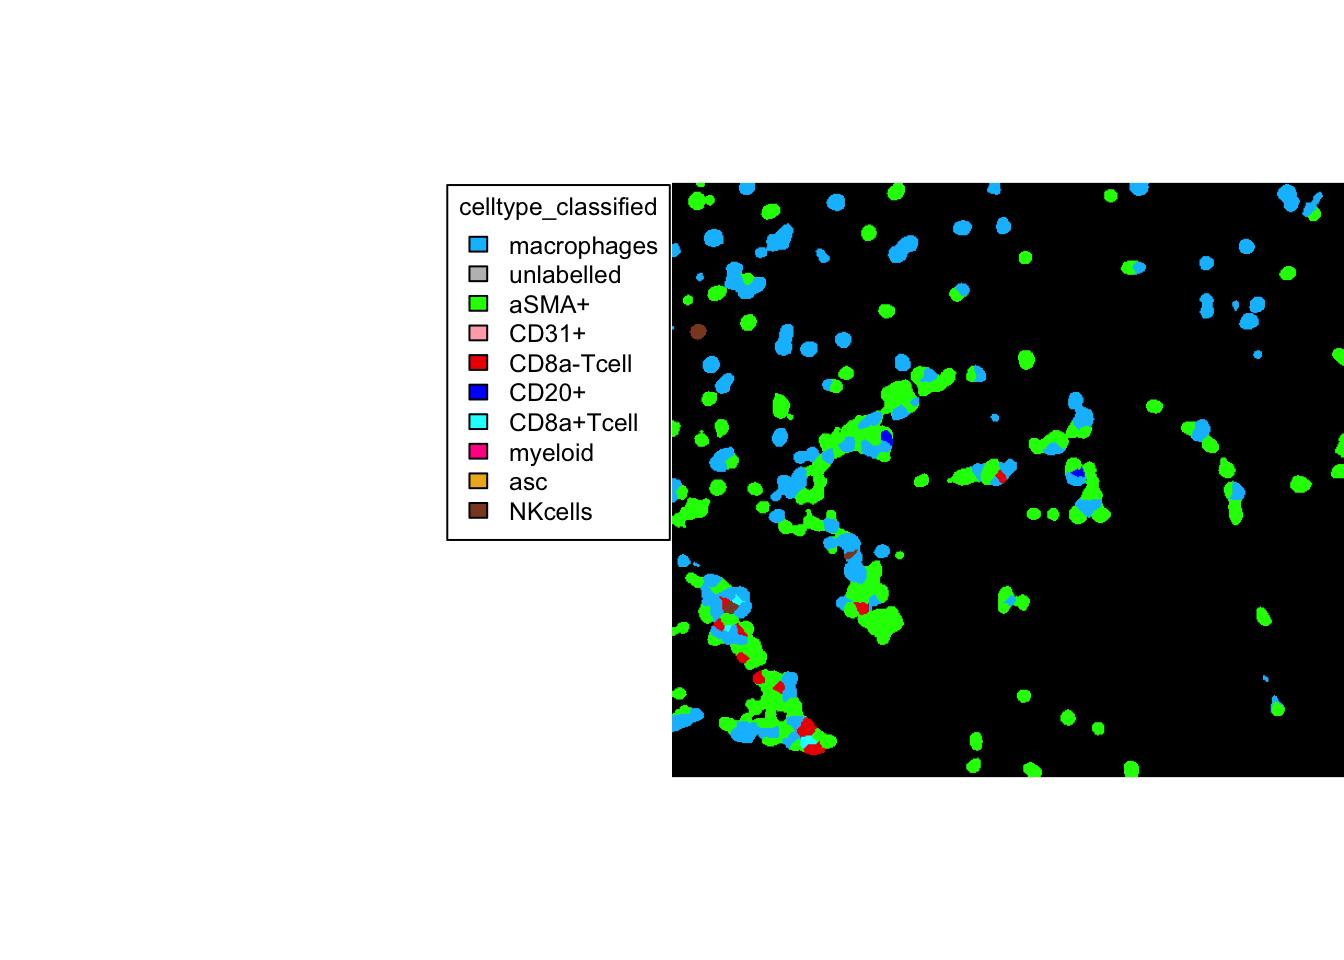 celltype_classified
macrophages
unlabelled
aSMA+
CD31+
CD8a-Tcell
CD20+
CD8a+Tcell
myeloid
asc
NKcells